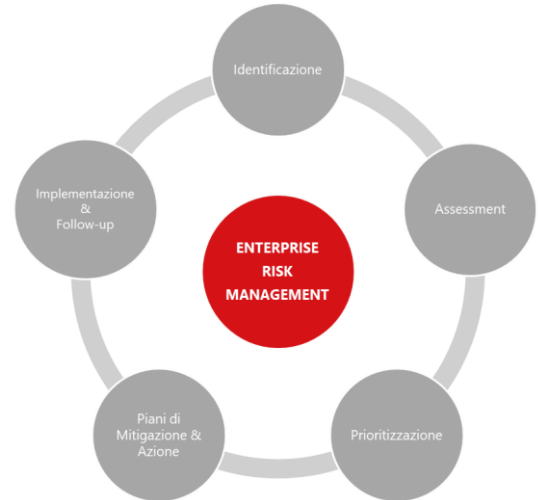 Identificazione
Assessment
Prioritizzazione
Piani di
Mitigazione &
Azione
Implementazione
&
Follow-up
ENTERPRISE
RISK
MANAGEMENT